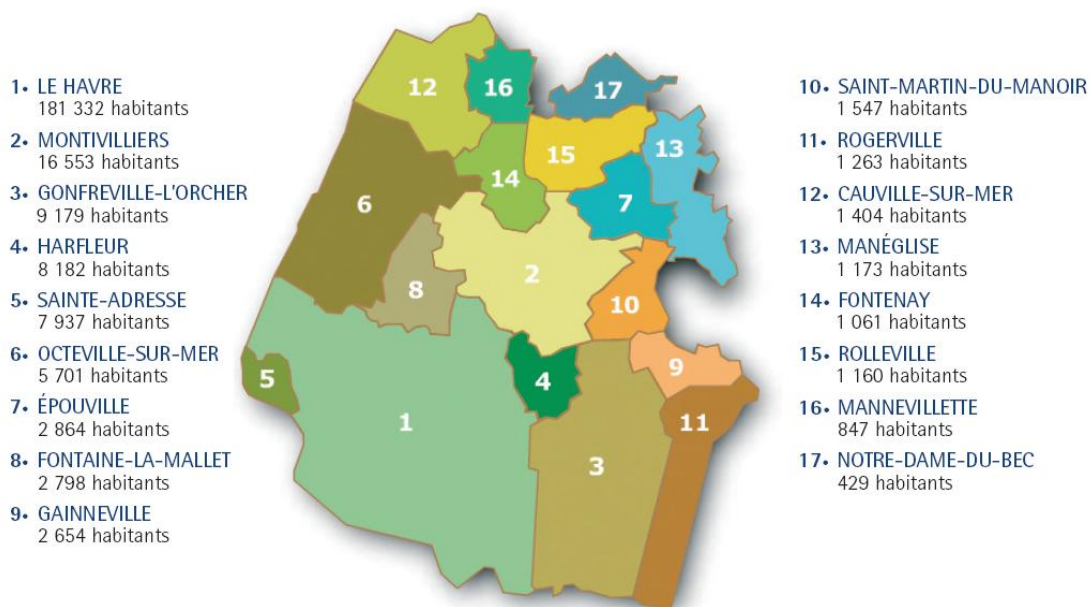 1• LE HAVRE
181 332 habitants
2• MONTIVILLIERS
16 553 habitants
3• GONFREVILLE-L'ORCHER
9 179 habitants
4• HARFLEUR
8 182 habitants
5• SAINTE-ADRESSE
7 937 habitants
6• OCTEVILLE-SUR-MER
5 701 habitants
7• ÉPOUVILLE
2 864 habitants
8• FONTAINE-LA-MALLET
2 798 habitants
9• GAINNEVILLE
2 654 habitants
12
16
17
15
13
14
6
7
2
8
10
9
5
4
1
11
3
10• SAINT-MARTIN-DU-MANOIR
1 547 habitants
11• ROGERVILLE
1 263 habitants
12• CAUVILLE-SUR-MER
1 404 habitants
13• MANÉGLISE
1 173 habitants
14• FONTENAY
1 061 habitants
15• ROLLEVILLE
1 160 habitants
16• MANNEVILLETTE
847 habitants
17• NOTRE-DAME-DU-BEC
429 habitants